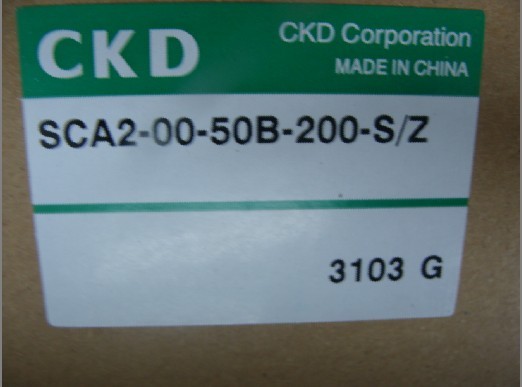 CKD
CKD Corporation
MADE IN CHINA
SCA2-00-50B-200-S/Z
3103 G